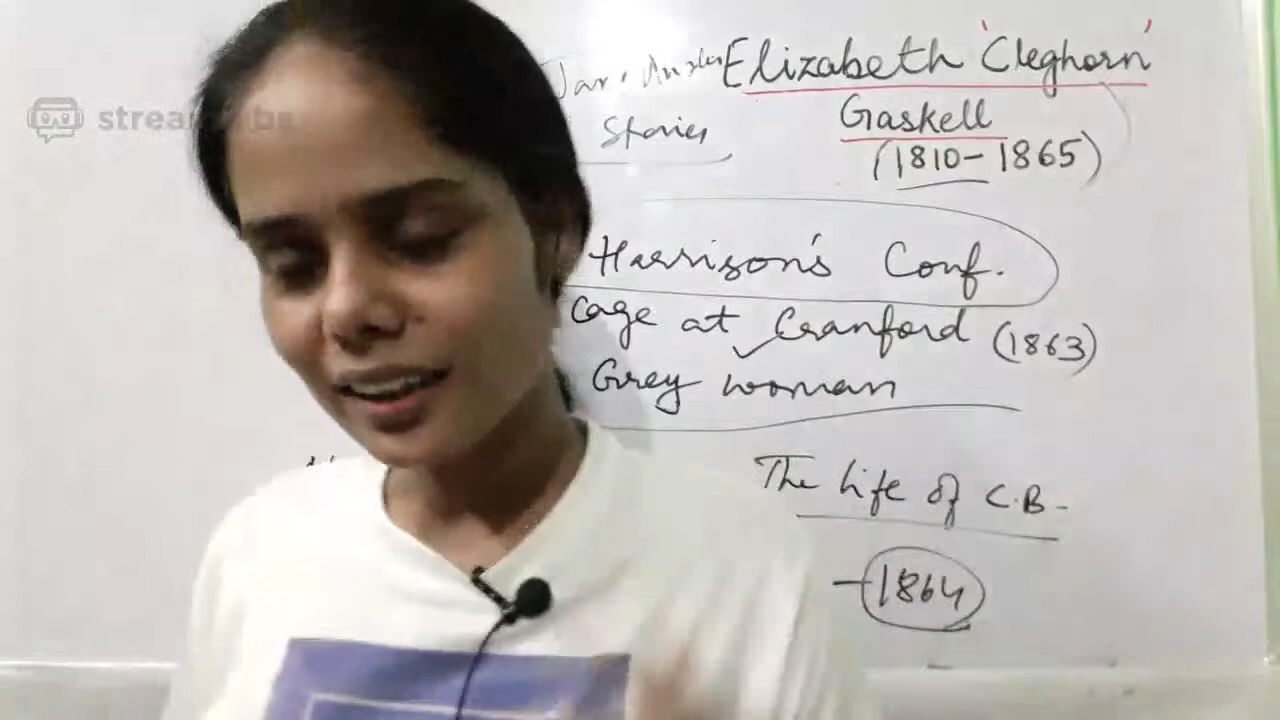 Elizabeth 'Cleghorn'
Gaskell
(1810-1865)
Stories
Harrison's Conf.
Cage at Cranford (1863)
Grey woman
The life of C.B-
-1864